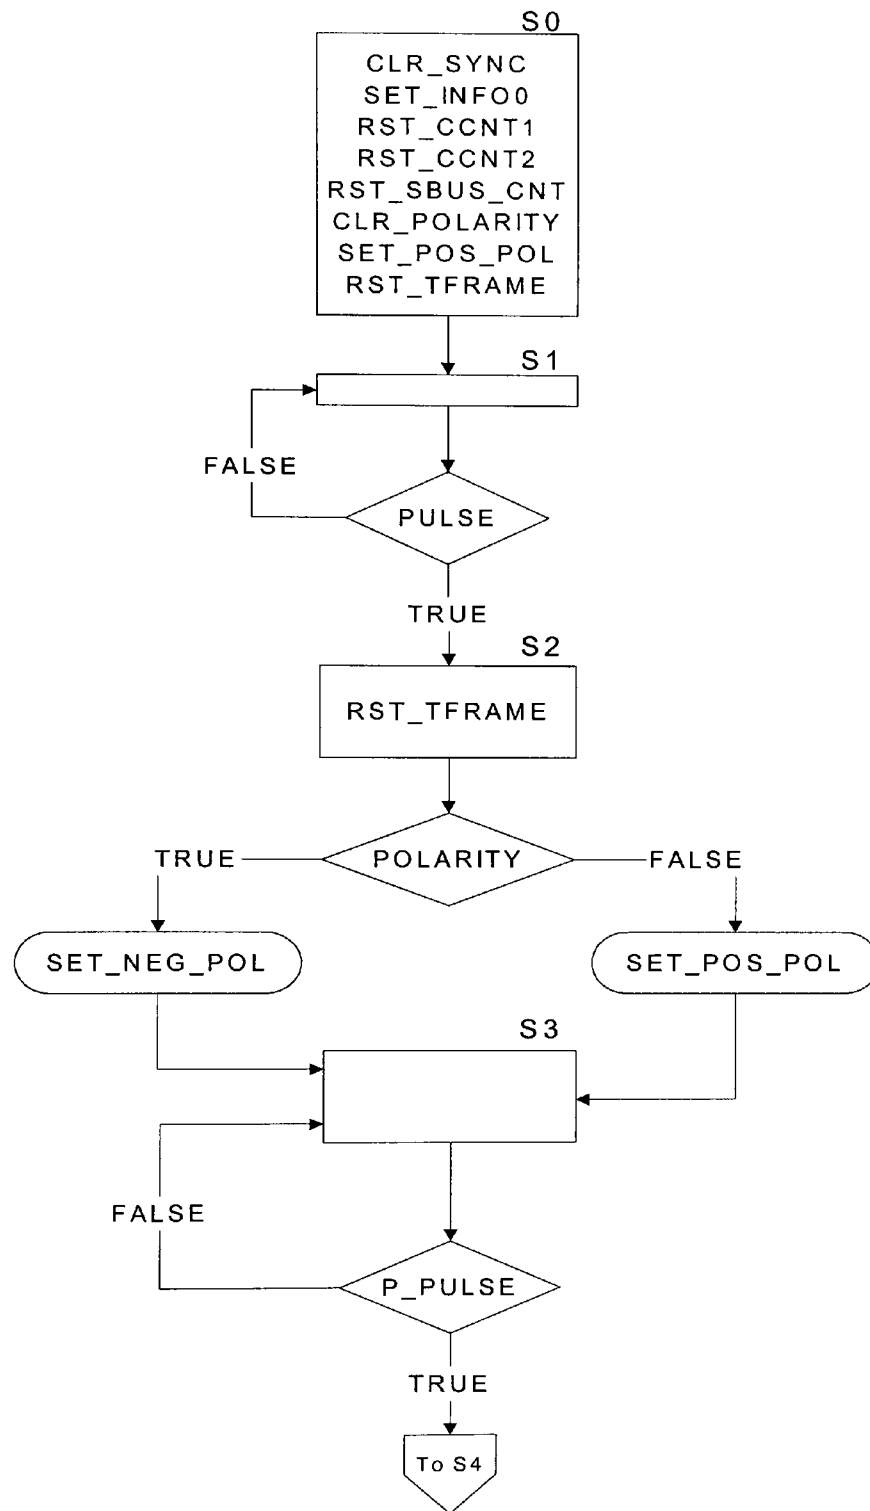 S0
CLR_SYNC
SET_INFO0
RST_CCNT1
RST_CCNT2
RST_SBUS_CNT
CLR_POLARITY
SET_POS_POL
RST_TFRAME
S1
FALSE
PULSE
TRUE
S2
RST_TFRAME
TRUE
POLARITY
FALSE
SET_NEG_POL
SET_POS_POL
S3
FALSE
P_PULSE
TRUE
To S4